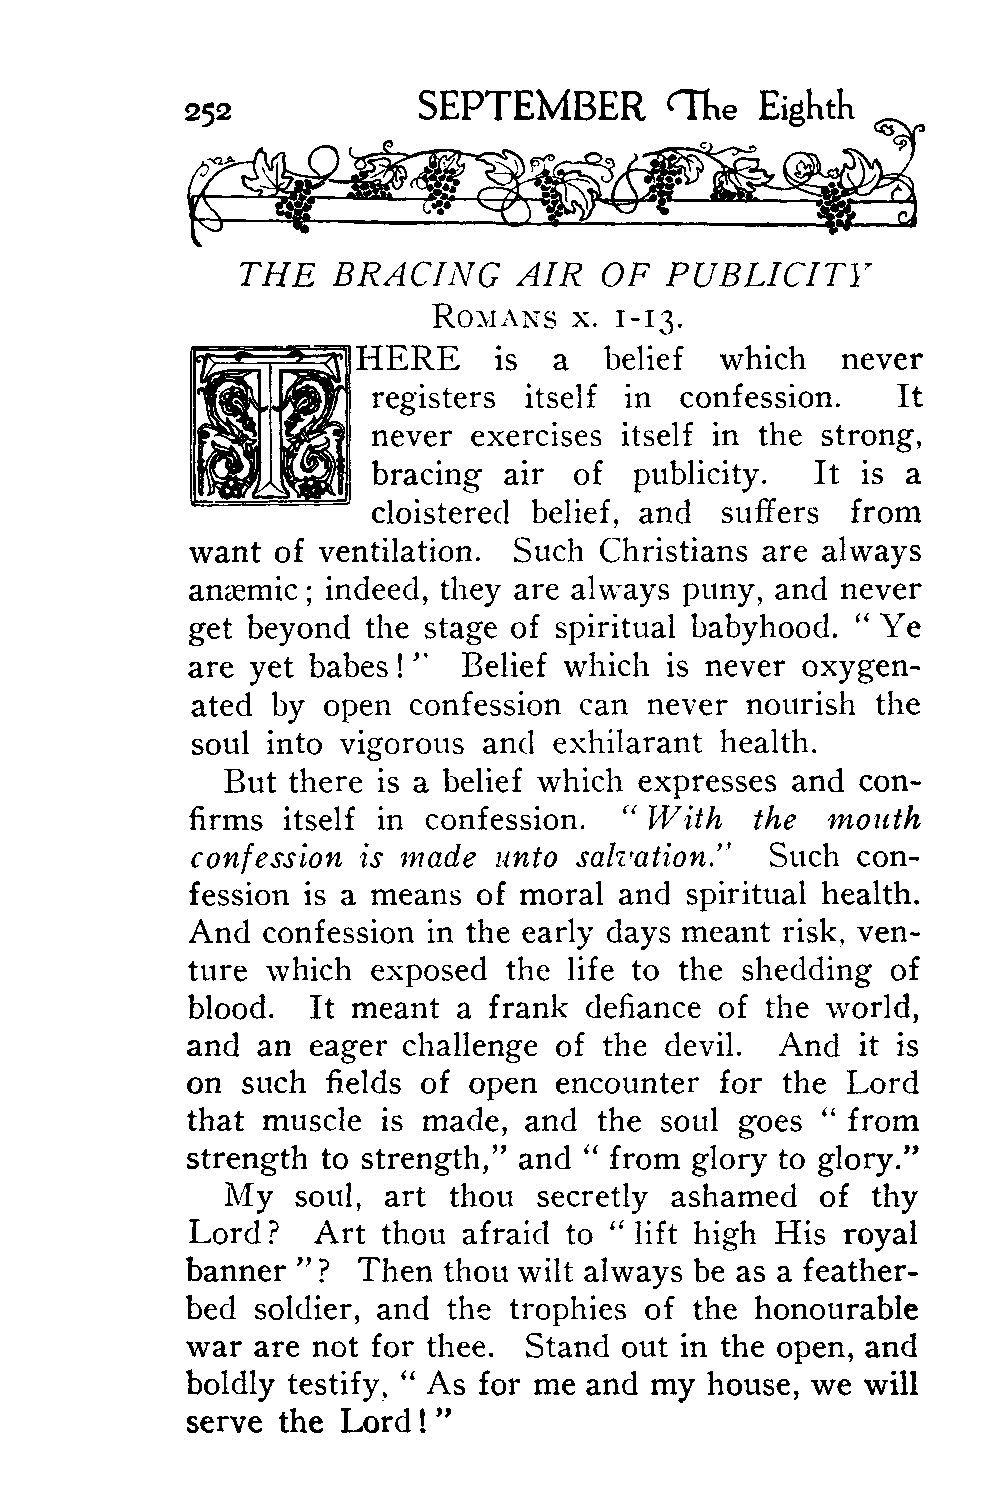 252 SEPTEMBER The Eighth
THE BRACING AIR OF PUBLICITY
ROMANS x. 1-13.
THERE is a belief which never
registers itself in confession. It
never exercises itself in the strong,
bracing air of publicity. It is a
cloistered belief, and suffers from
want of ventilation. Such Christians are always
anæmic; indeed, they are always puny, and never
get beyond the stage of spiritual babyhood. “Ye
are yet babes!” Belief which is never oxygen-
ated by open confession can never nourish the
soul into vigorous and exhilarant health.
But there is a belief which expresses and con-
firms itself in confession. “With the mouth
confession is made unto salvation.” Such con-
fession is a means of moral and spiritual health.
And confession in the early days meant risk, ven-
ture which exposed the life to the shedding of
blood. It meant a frank defiance of the world,
and an eager challenge of the devil. And it is
on such fields of open encounter for the Lord
that muscle is made, and the soul goes “from
strength to strength,” and “from glory to glory.”
My soul, art thou secretly ashamed of thy
Lord? Art thou afraid to “lift high His royal
banner”? Then thou wilt always be as a feather-
bed soldier, and the trophies of the honourable
war are not for thee. Stand out in the open, and
boldly testify, “As for me and my house, we will
serve the Lord!”